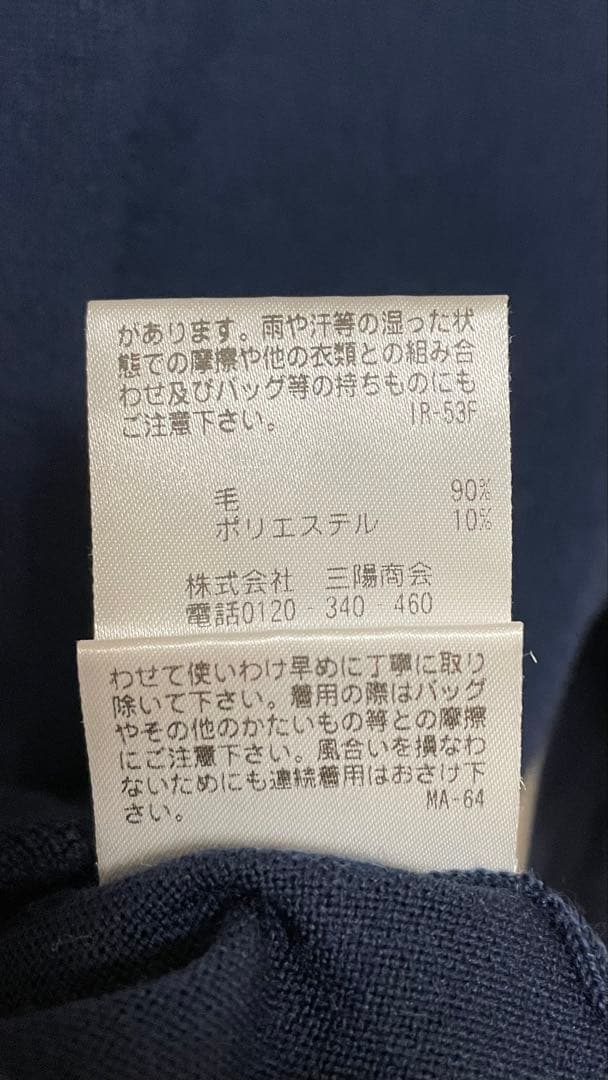 があります。雨や汗等の湿った状
態での摩擦や他の衣類との組み合
わせ及びバッグ等の持ちものにも
ご注意下さい。 IR-53F
毛 90%
ポリエステル 10%
株式会社 三陽商会
電話0120-340-460
わせて使いわけ早めに丁寧に取り
除いて下さい。着用の際はバッグ
やその他のかたいもの等との摩擦
にご注意下さい。風合いを損なわ
ないためにも連続着用はおさけ下
さい。 MA-64